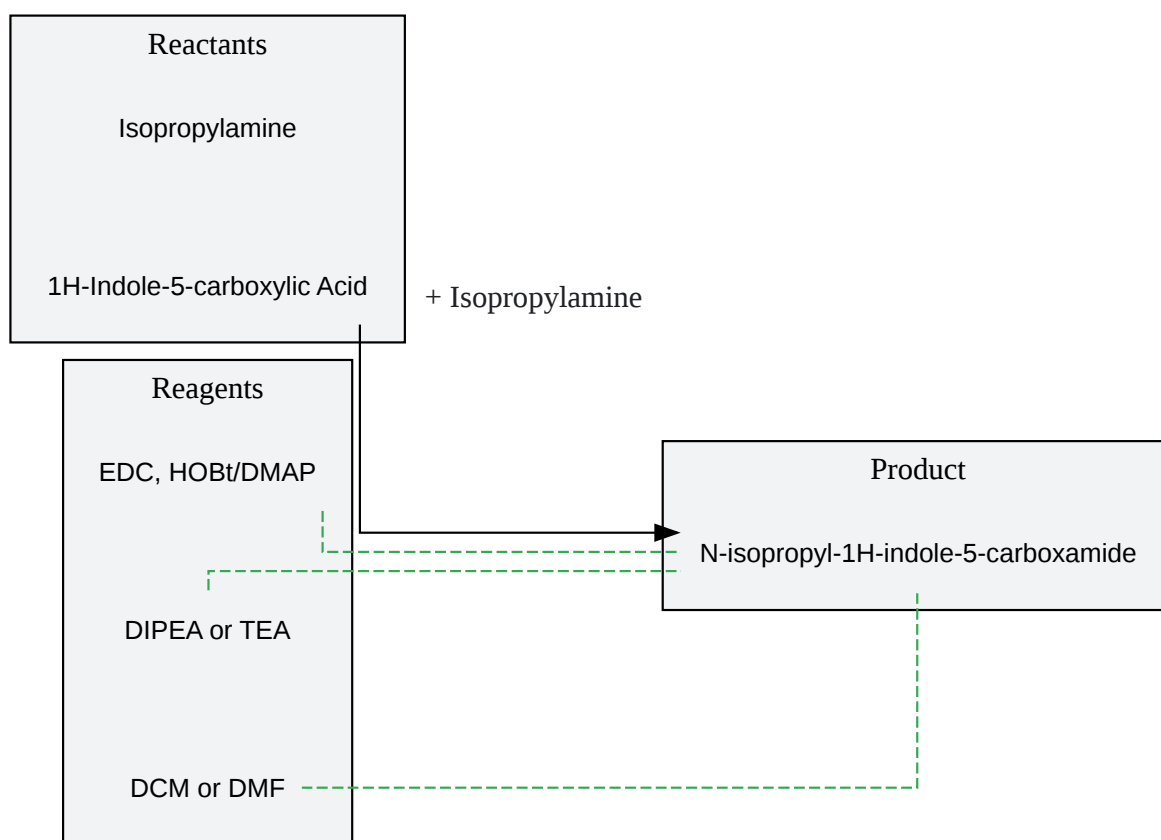 Reactants
Isopropylamine
1H-Indole-5-carboxylic Acid
+ Isopropylamine
Reagents
EDC, HOBt/DMAP
DIPEA or TEA
DCM or DMF
Product
N-isopropyl-1H-indole-5-carboxamide